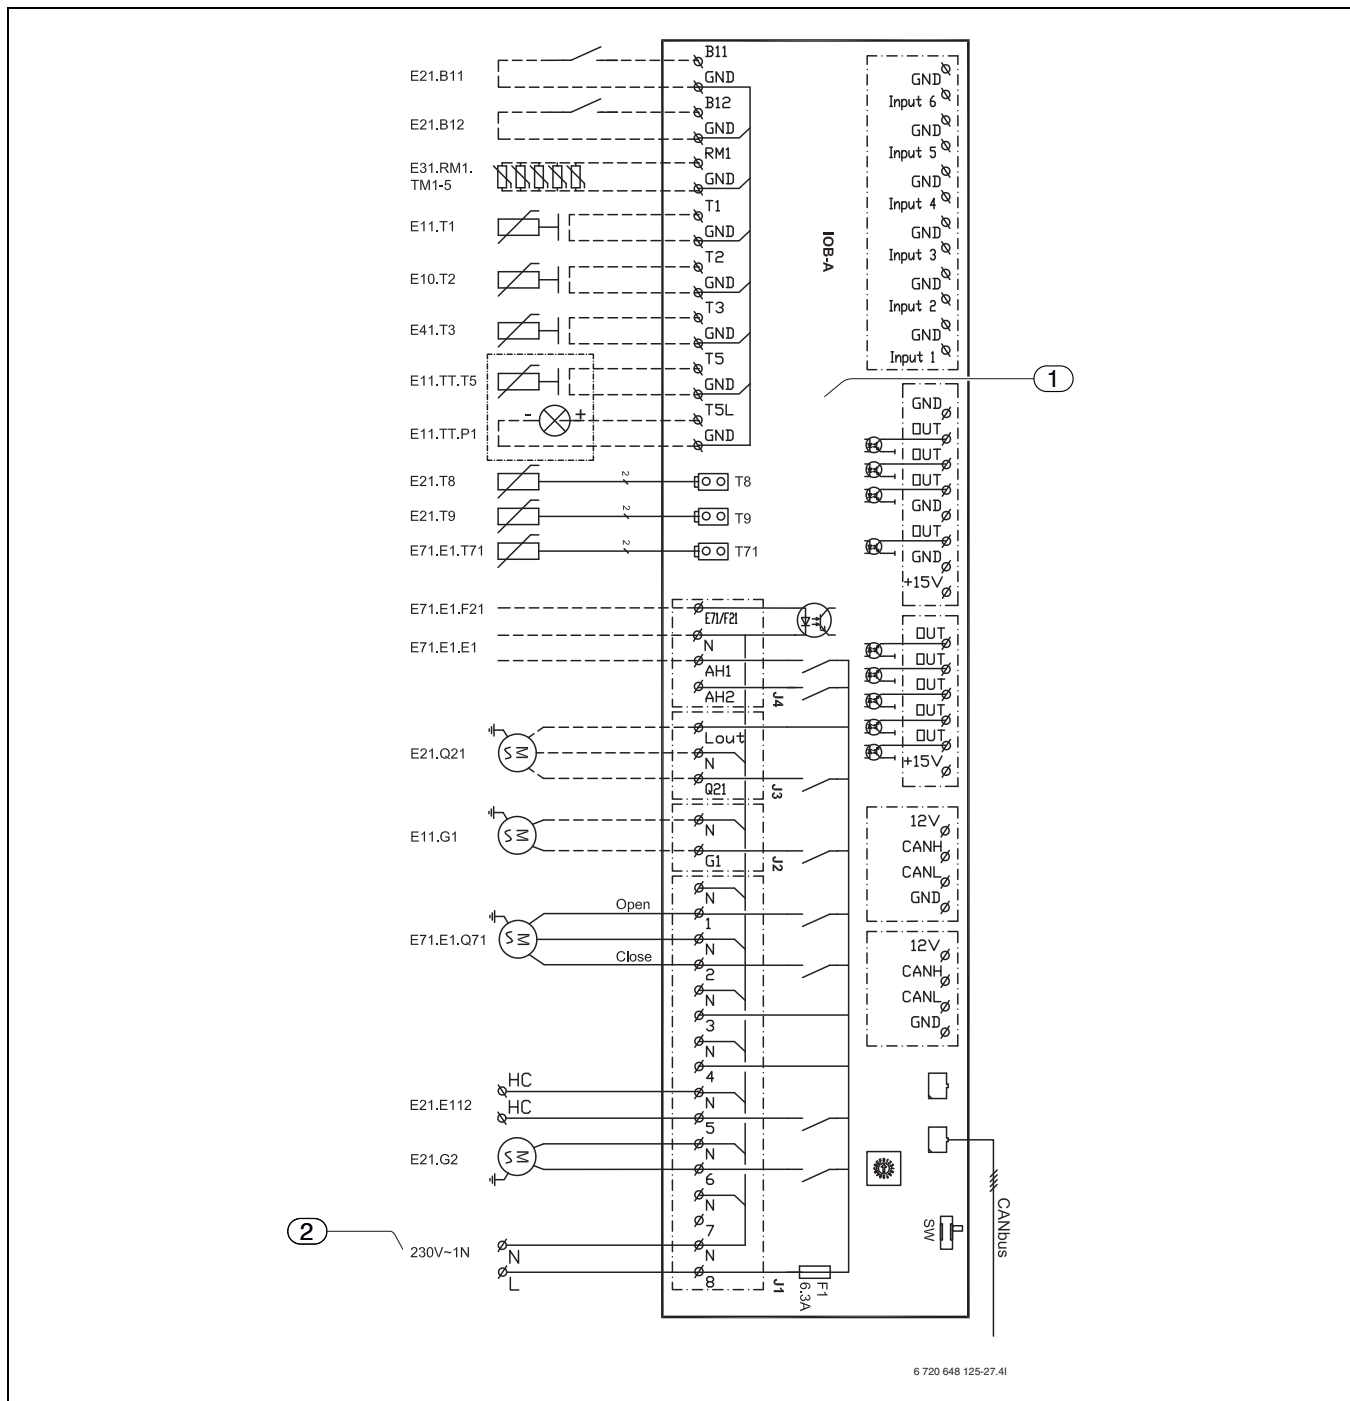 E21.B11
E21.B12
E31.RM1.
TM1-5
E11.T1
E10.T2
E41.T3
E11.TT.T5
- +
E11.TT.P1
E21.T8
2
E21.T9
2
E71.E1.T71
2
E71.E1.F21
E71.E1.E1
E21.Q21
M
E11.G1
M
E71.E1.Q71
M
Open
Close
HC
E21.E112
HC
E21.G2
M
2
230V~1N
N
L
B11
GND
B12
GND
RM1
GND
T1
GND
T2
GND
T3
GND
T5
GND
T5L
GND
T8
T9
T71
E71/F21
N
AH1
AH2
J4
Lout
N
Q21
J3
N
G1
J2
N
1
N
2
N
3
N
4
N
5
N
6
N
7
N
8
J1
F1
6.3A
IOB-A
1
GND
Input 6
GND
Input 5
GND
Input 4
GND
Input 3
GND
Input 2
GND
Input 1
GND
OUT
OUT
OUT
GND
OUT
GND
+15V
OUT
OUT
OUT
OUT
OUT
+15V
12V
CANH
CANL
GND
12V
CANH
CANL
GND
SW
CANbus
6 720 648 125-27.4I